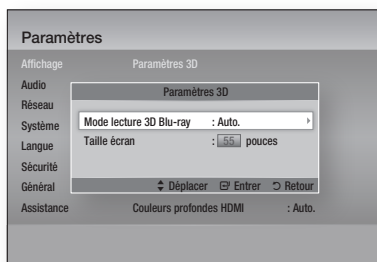 Paramètres
Affichage Paramètres 3D
Audio
Paramètres 3D
Réseau
Mode lecture 3D Blu-ray : Auto.
Système
Taille écran : 55 pouces
Langue
Sécurité
Général
Déplacer Entrer Retour
Assistance Couleurs profondes HDMI : Auto.